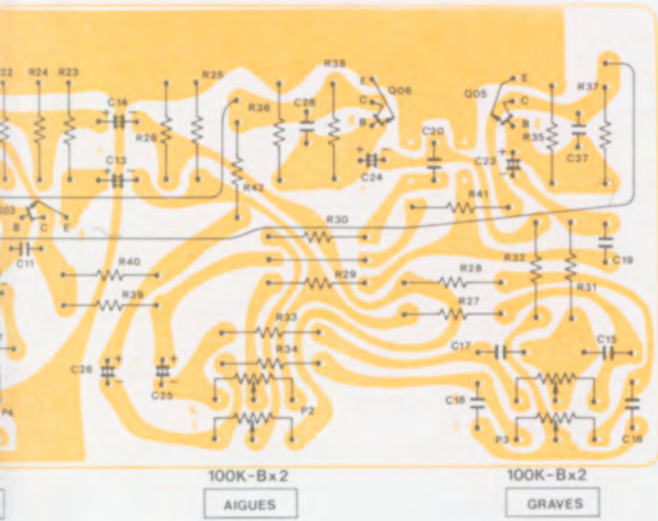 R24 R23
R25
R38
E
Q06
C
B
E
Q05
C
B
R37
C14
R26
R36
C28
R35
C27
C20
C13
C24
C23
R42
R41
B C E
C11
R30
C19
R40
R29
R28
R32
R31
R39
R27
R33
R34
C17
C15
C26
C25
C18
C16
P4
P2
P3
100K-Bx2
100K-Bx2
AIGUES
GRAVES